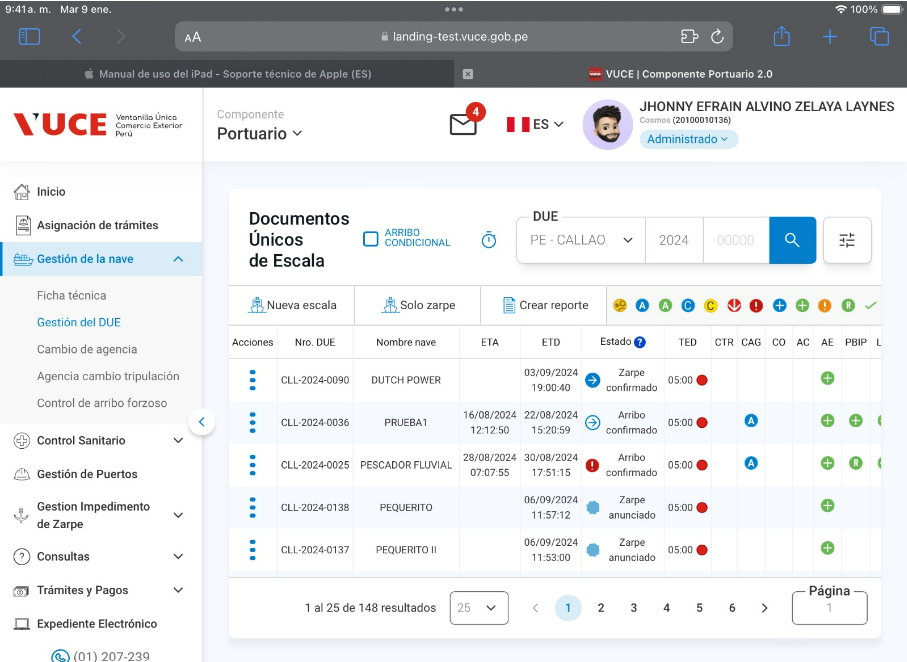 9:41 a. m. Mar 9 ene.
100%
AA
landing-test.vuce.gob.pe
Manual de uso del iPad - Soporte técnico de Apple (ES)
VUCE | Componente Portuario 2.0
VUCE
Ventanilla Única
Comercio Exterior
Perú
Componente
Portuario
4
ES
JHONNY EFRAIN ALVINO ZELAYA LAYNES
Cosmos (20100010136)
Administrado
Inicio
Asignación de trámites
Gestión de la nave
Ficha técnica
Gestión del DUE
Cambio de agencia
Agencia cambio tripulación
Control de arribo forzoso
Control Sanitario
Gestión de Puertos
Gestion Impedimento
de Zarpe
Consultas
Trámites y Pagos
Expediente Electrónico
(01) 207-239
Documentos
Únicos
de Escala
ARRIBO
CONDICIONAL
DUE
PE - CALLAO
2024
00000
Nueva escala
Solo zarpe
Crear reporte
A A C C R
Acciones Nro. DUE Nombre nave ETA ETD Estado ? TED CTR CAG CO AC AE PBIP L
CLL-2024-0090 DUTCH POWER 03/09/2024 19:00:40 Zarpe confirmado 05:00
CLL-2024-0036 PRUEBA1 16/08/2024 12:12:50 22/08/2024 15:20:59 Arribo confirmado 05:00 A
CLL-2024-0025 PESCADOR FLUVIAL 28/08/2024 07:07:55 30/08/2024 17:51:15 Arribo confirmado 05:00 A R
CLL-2024-0138 PEQUERITO 06/09/2024 11:57:12 Zarpe anunciado 05:00
CLL-2024-0137 PEQUERITO II 06/09/2024 11:53:00 Zarpe anunciado 05:00
1 al 25 de 148 resultados
25
1 2 3 4 5 6
Página
1